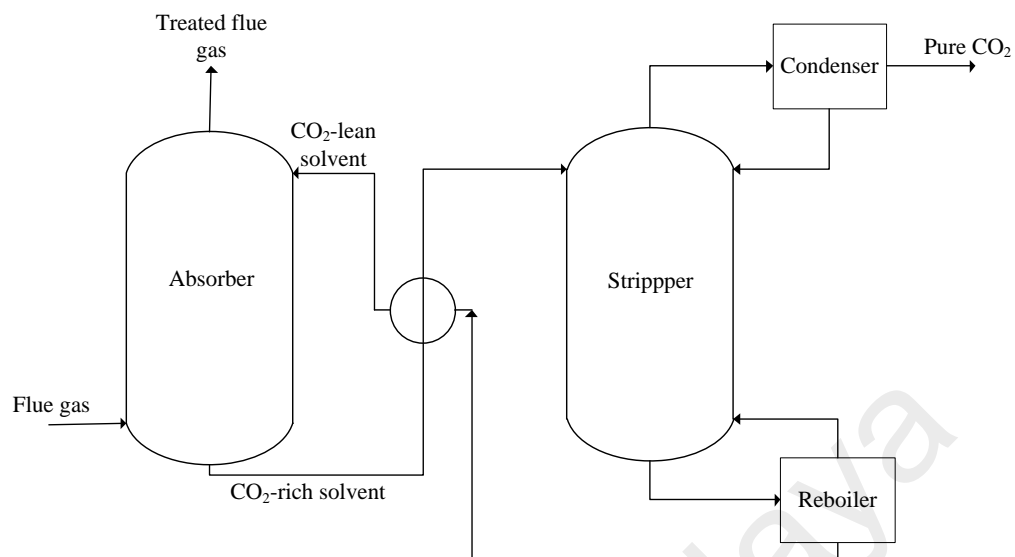 Treated flue
gas
Condenser
Pure CO₂
CO₂-lean
solvent
Absorber
Strippper
Flue gas
CO₂-rich solvent
Reboiler